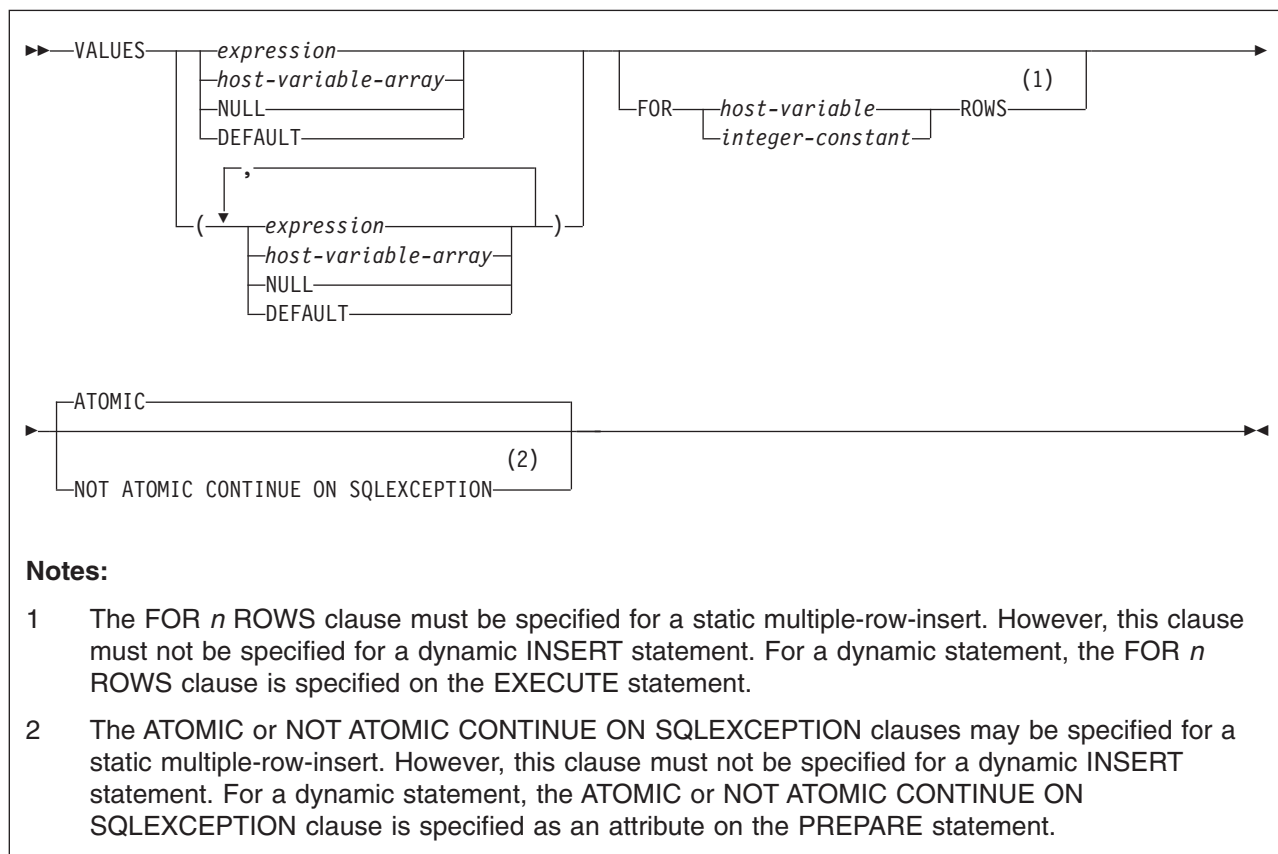 VALUES expression
host-variable-array
NULL
DEFAULT
(1)
FOR host-variable ROWS
integer-constant
,
( expression )
host-variable-array
NULL
DEFAULT
ATOMIC
(2)
NOT ATOMIC CONTINUE ON SQLEXCEPTION
Notes:
1 The FOR n ROWS clause must be specified for a static multiple-row-insert. However, this clause
must not be specified for a dynamic INSERT statement. For a dynamic statement, the FOR n
ROWS clause is specified on the EXECUTE statement.
2 The ATOMIC or NOT ATOMIC CONTINUE ON SQLEXCEPTION clauses may be specified for a
static multiple-row-insert. However, this clause must not be specified for a dynamic INSERT
statement. For a dynamic statement, the ATOMIC or NOT ATOMIC CONTINUE ON
SQLEXCEPTION clause is specified as an attribute on the PREPARE statement.